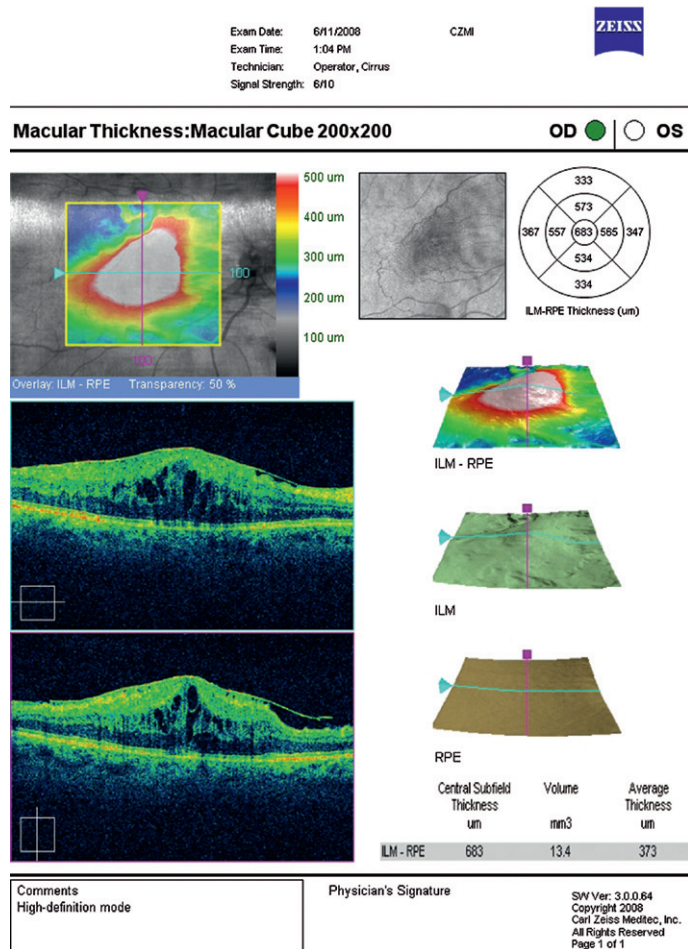 Exam Date: 6/11/2008 CZMI
Exam Time: 1:04 PM
Technician: Operator, Cirrus
Signal Strength: 6/10
ZEISS
Macular Thickness:Macular Cube 200x200 OD OS
500 um
400 um
300 um
200 um
100 um
100
100
Overlay: ILM - RPE Transparency: 50 %
333
573
367 557 683 565 347
534
334
ILM-RPE Thickness (um)
ILM - RPE
ILM
RPE
Central Subfield Thickness um Volume mm3 Average Thickness um
ILM - RPE 683 13.4 373
Comments
High-definition mode
Physician's Signature
SW Ver: 3.0.0.64
Copyright 2008
Carl Zeiss Meditec, Inc.
All Rights Reserved
Page 1 of 1